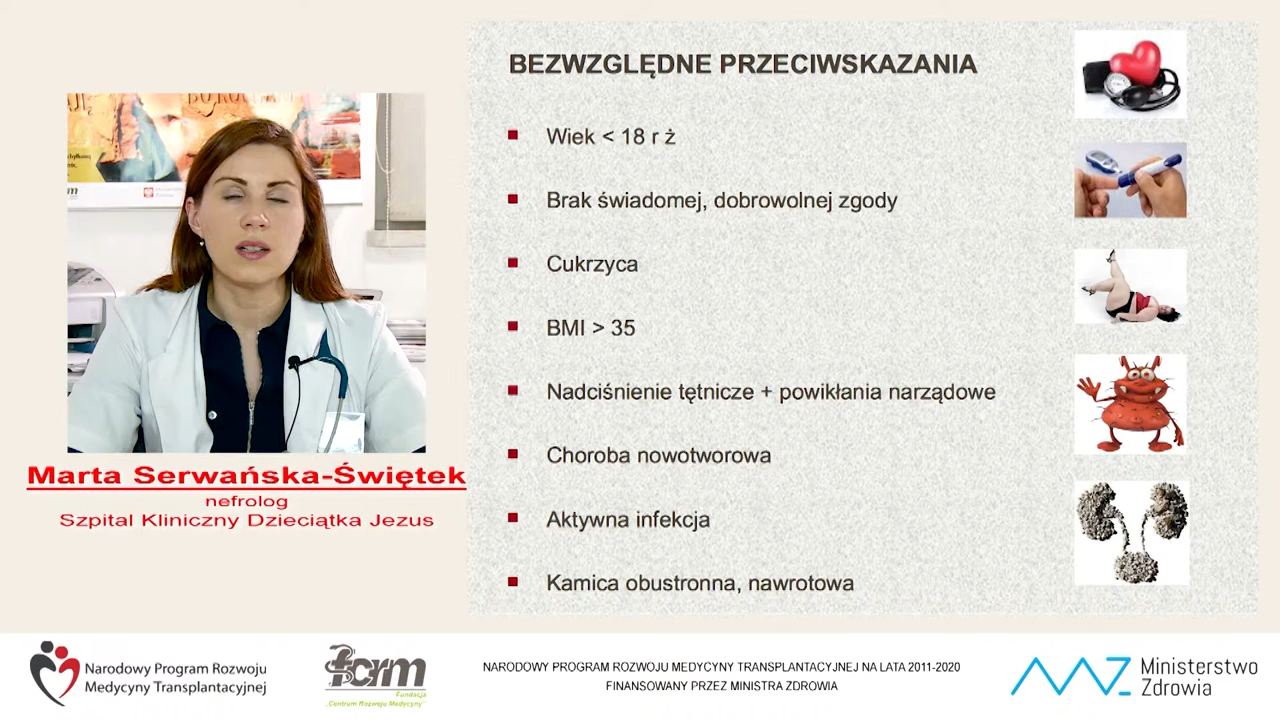 BEZWZGLĘDNE PRZECIWSKAZANIA
Wiek < 18 r ż
Brak świadomej, dobrowolnej zgody
Cukrzyca
BMI > 35
Nadciśnienie tętnicze + powikłania narządowe
Choroba nowotworowa
Aktywna infekcja
Kamica obustronna, nawrotowa
Marta Serwańska-Świętek
nefrolog
Szpital Kliniczny Dzieciątka Jezus
Narodowy Program Rozwoju
Medycyny Transplantacyjnej
fcrm
Fundacja
„Centrum Rozwoju Medycyny”
NARODOWY PROGRAM ROZWOJU MEDYCYNY TRANSPLANTACYJNEJ NA LATA 2011-2020
FINANSOWANY PRZEZ MINISTRA ZDROWIA
Ministerstwo
Zdrowia